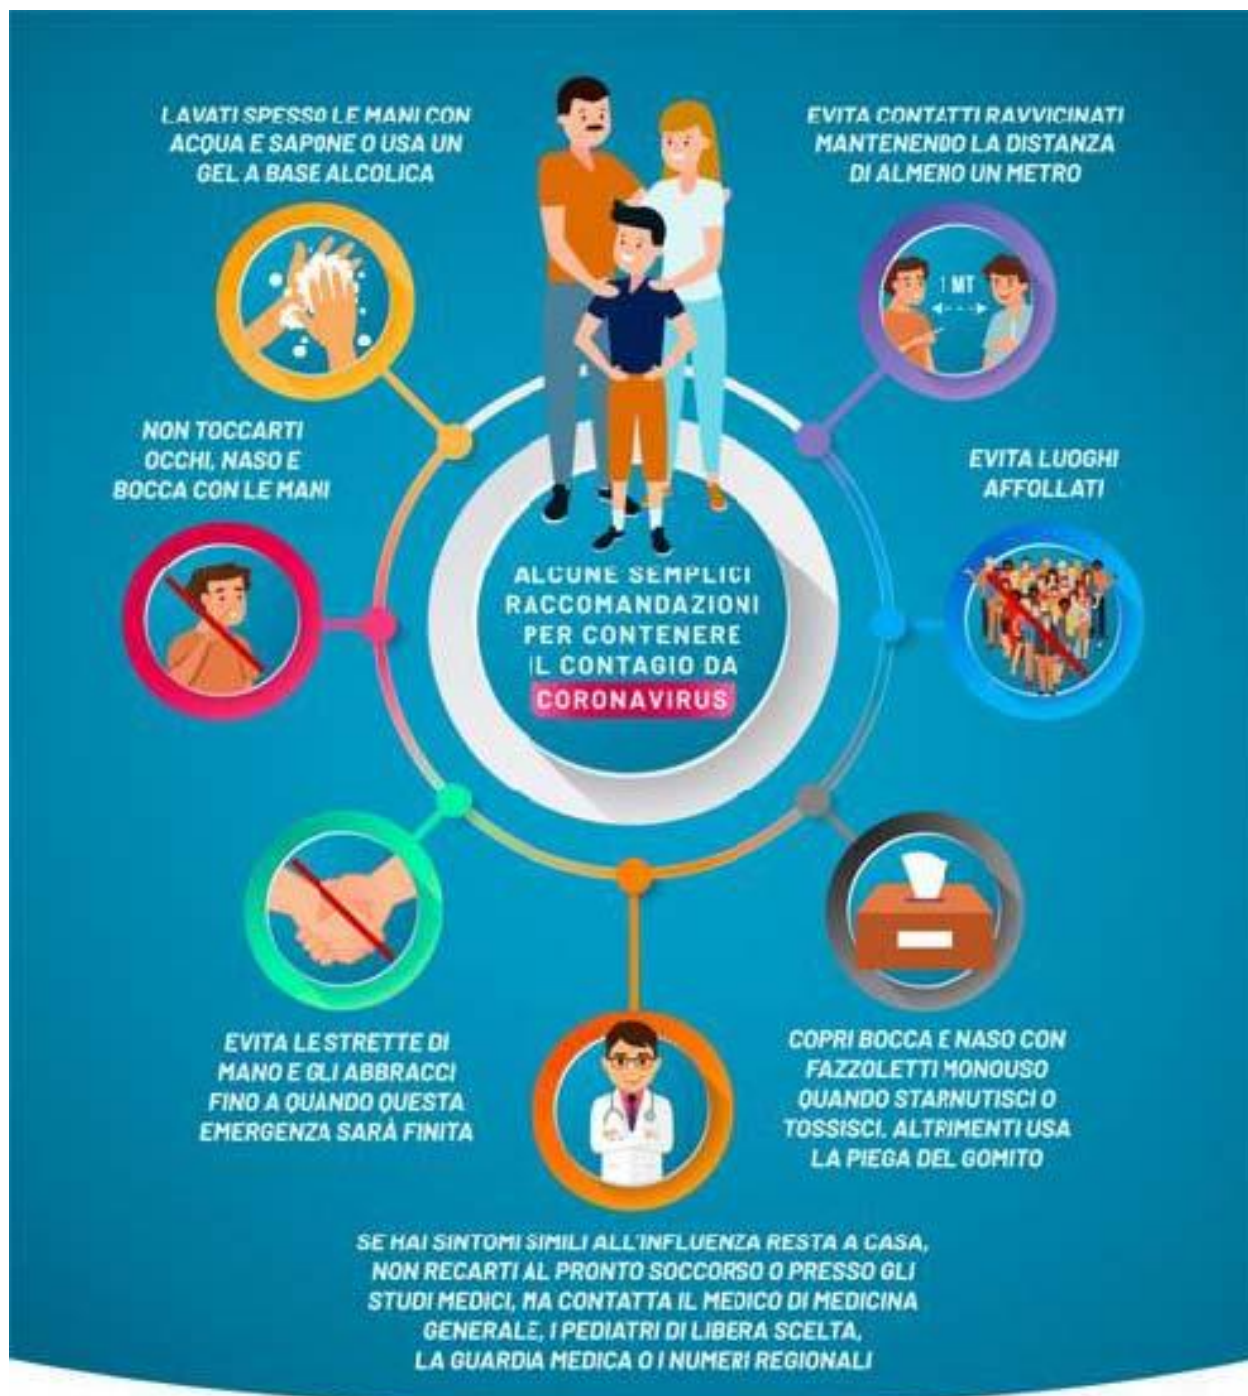 LAVATI SPESSO LE MANI CON
ACQUA E SAPONE O USA UN
GEL A BASE ALCOLICA
EVITA CONTATTI RAVVICINATI
MANTENENDO LA DISTANZA
DI ALMENO UN METRO
1 MT
NON TOCCARTI
OCCHI, NASO E
BOCCA CON LE MANI
EVITA LUOGHI
AFFOLLATI
ALCUNE SEMPLICI
RACCOMANDAZIONI
PER CONTENERE
IL CONTAGIO DA
CORONAVIRUS
EVITA LE STRETTE DI
MANO E GLI ABBRACCI
FINO A QUANDO QUESTA
EMERGENZA SARÀ FINITA
COPRI BOCCA E NASO CON
FAZZOLETTI MONOUSO
QUANDO STARNUTISCI O
TOSSISCI. ALTRIMENTI USA
LA PIEGA DEL GOMITO
SE HAI SINTOMI SIMILI ALL'INFLUENZA RESTA A CASA,
NON RECARTI AL PRONTO SOCCORSO O PRESSO GLI
STUDI MEDICI, MA CONTATTA IL MEDICO DI MEDICINA
GENERALE, I PEDIATRI DI LIBERA SCELTA,
LA GUARDIA MEDICA O I NUMERI REGIONALI